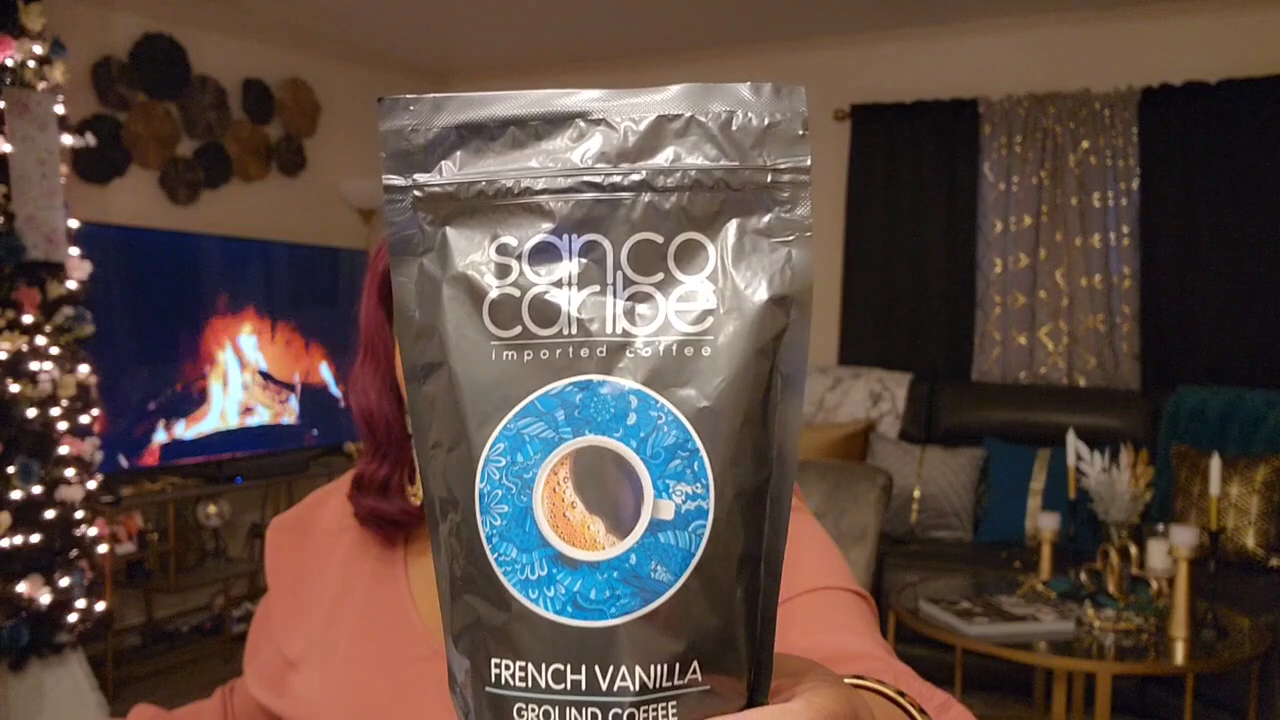 sanco
caribe
imported coffee
FRENCH VANILLA
GROUND COFFEE